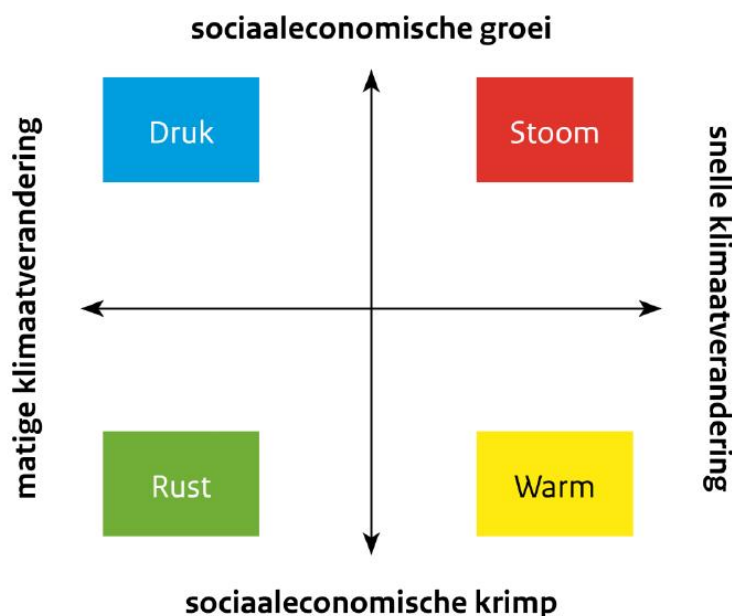 sociaaleconomische groei
Druk
Stoom
matige klimaatverandering
snelle klimaatverandering
Rust
Warm
sociaaleconomische krimp